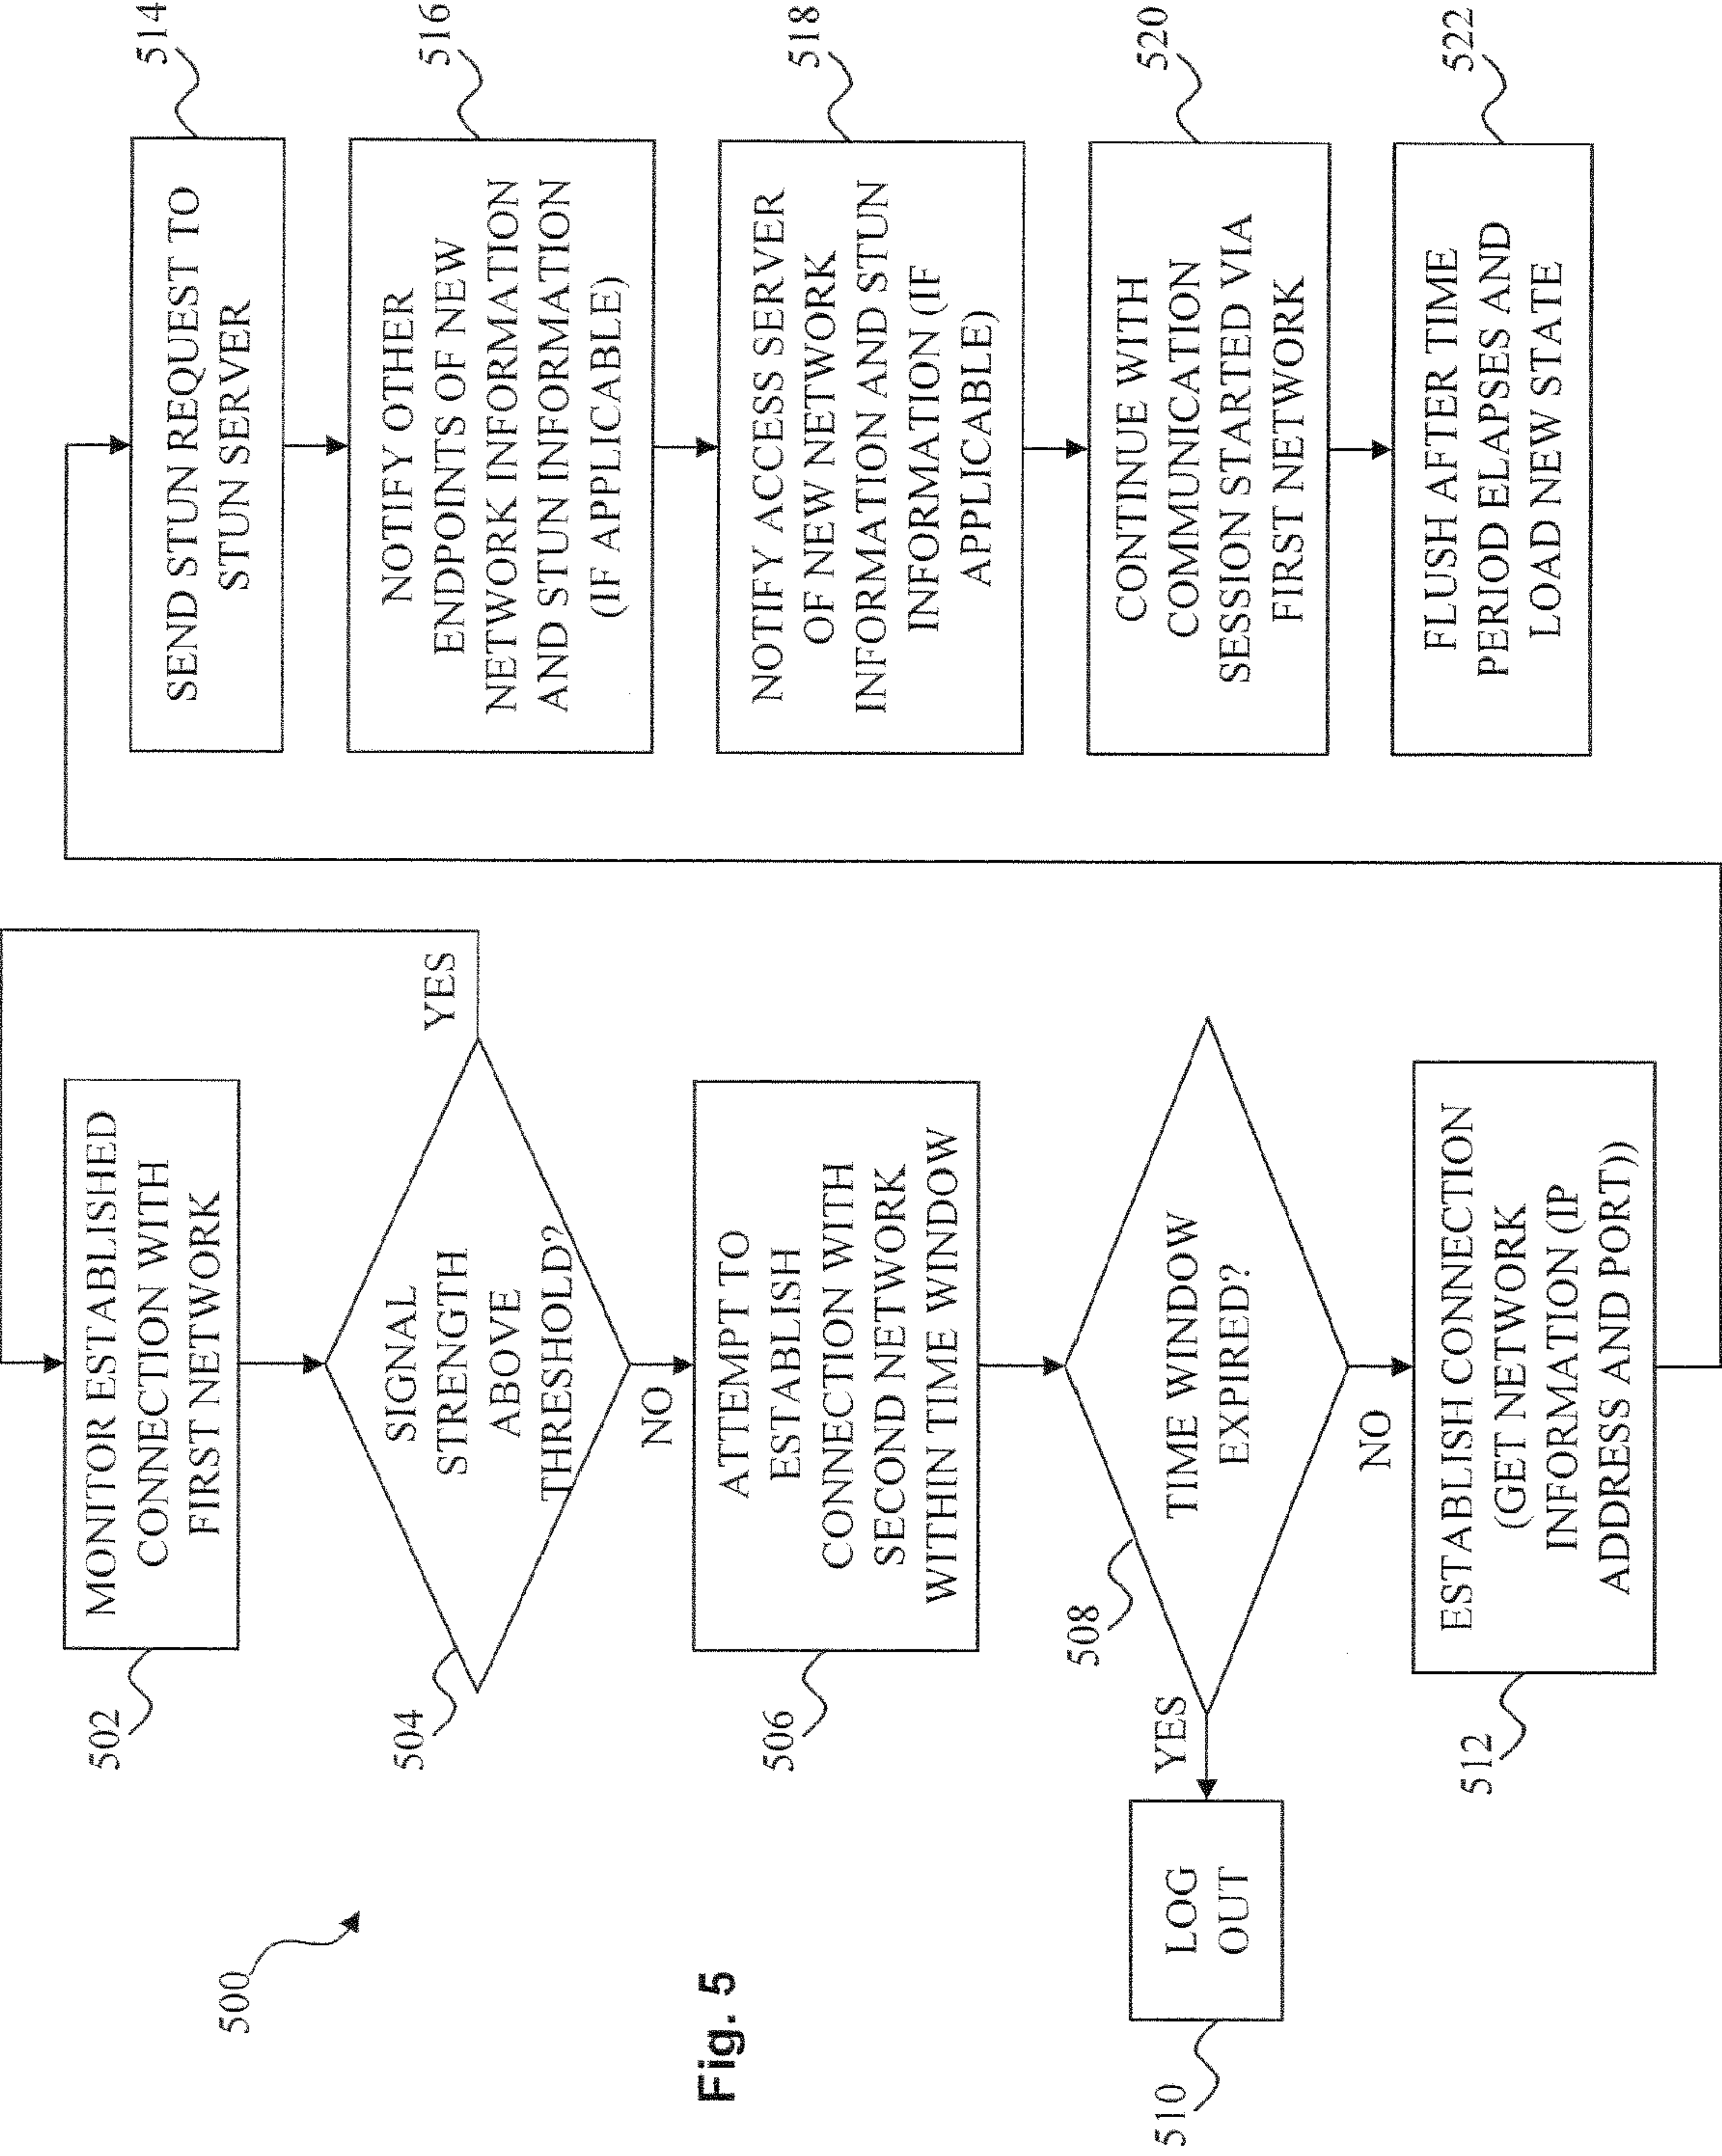 500
502
MONITOR ESTABLISHED
CONNECTION WITH
FIRST NETWORK
504
SIGNAL
STRENGTH
ABOVE
THRESHOLD?
YES
NO
506
ATTEMPT TO
ESTABLISH
CONNECTION WITH
SECOND NETWORK
WITHIN TIME WINDOW
508
TIME WINDOW
EXPIRED?
YES
510
LOG
OUT
NO
512
ESTABLISH CONNECTION
(GET NETWORK
INFORMATION (IP
ADDRESS AND PORT))
514
SEND STUN REQUEST TO
STUN SERVER
516
NOTIFY OTHER
ENDPOINTS OF NEW
NETWORK INFORMATION
AND STUN INFORMATION
(IF APPLICABLE)
518
NOTIFY ACCESS SERVER
OF NEW NETWORK
INFORMATION AND STUN
INFORMATION (IF
APPLICABLE)
520
CONTINUE WITH
COMMUNICATION
SESSION STARTED VIA
FIRST NETWORK
522
FLUSH AFTER TIME
PERIOD ELAPSES AND
LOAD NEW STATE
Fig. 5